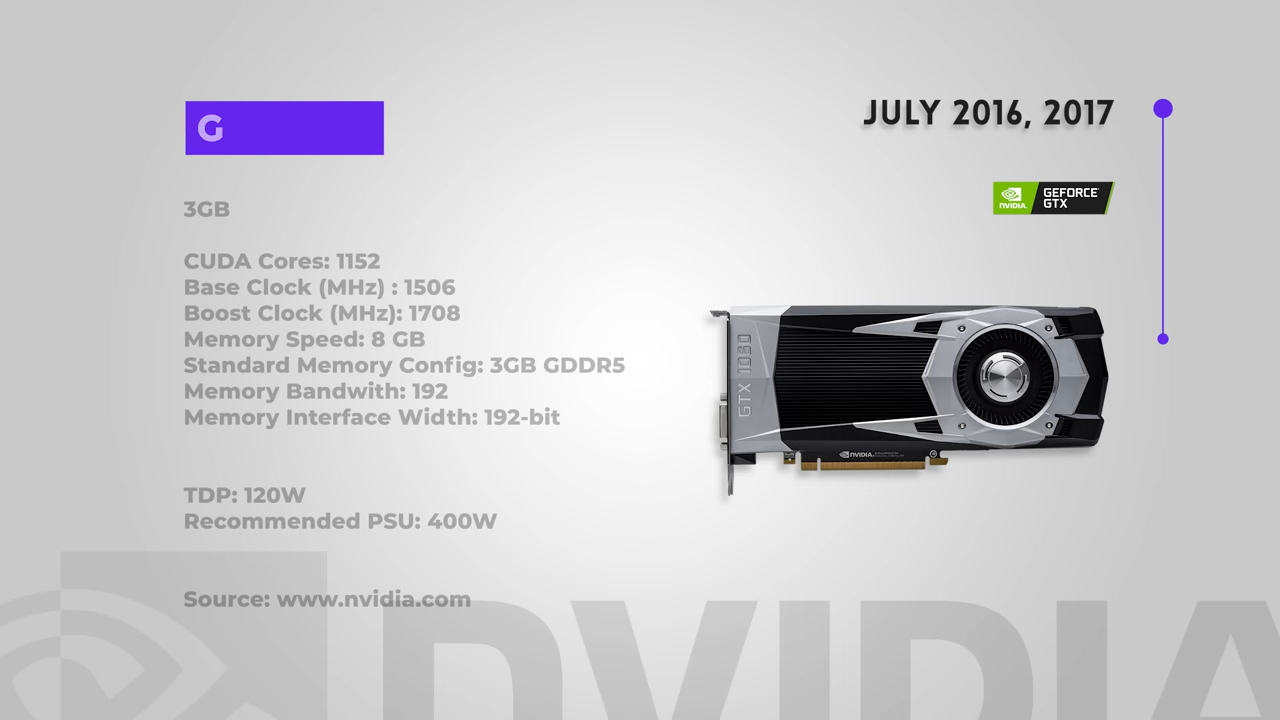 G
JULY 2016, 2017
NVIDIA.
GEFORCE
GTX
3GB
CUDA Cores: 1152
Base Clock (MHz) : 1506
Boost Clock (MHz): 1708
Memory Speed: 8 GB
Standard Memory Config: 3GB GDDR5
Memory Bandwith: 192
Memory Interface Width: 192-bit
GTX 1060
NVIDIA.
TDP: 120W
Recommended PSU: 400W
Source: www.nvidia.com
NVIDIA